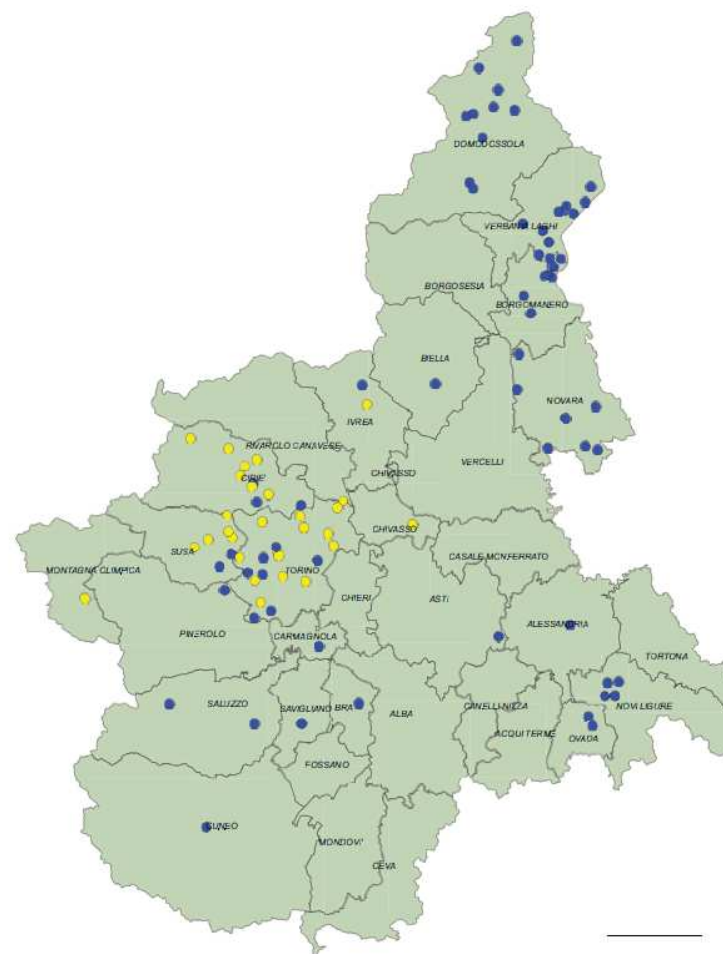 DOMODOSSOLA
VERBANIA LAGHI
BORGOSESIA
BORGOMANERO
BIELLA
NOVARA
IVREA
RIVAROLO CANAVESE
VERCELLI
CHIVASSO
CIRIE'
CHIVASSO
SUSA
CASALE MONFERRATO
MONTAGNA OLIMPICA
TORINO
CHIERI
ASTI
ALESSANDRIA
PINEROLO
CARMAGNOLA
TORTONA
SALUZZO
SAVIGLIANO
BRA
ALBA
CANELLI-NIZZA
NOVI LIGURE
ACQUI TERME
OVADA
FOSSANO
CUNEO
MONDOVI'
CEVA